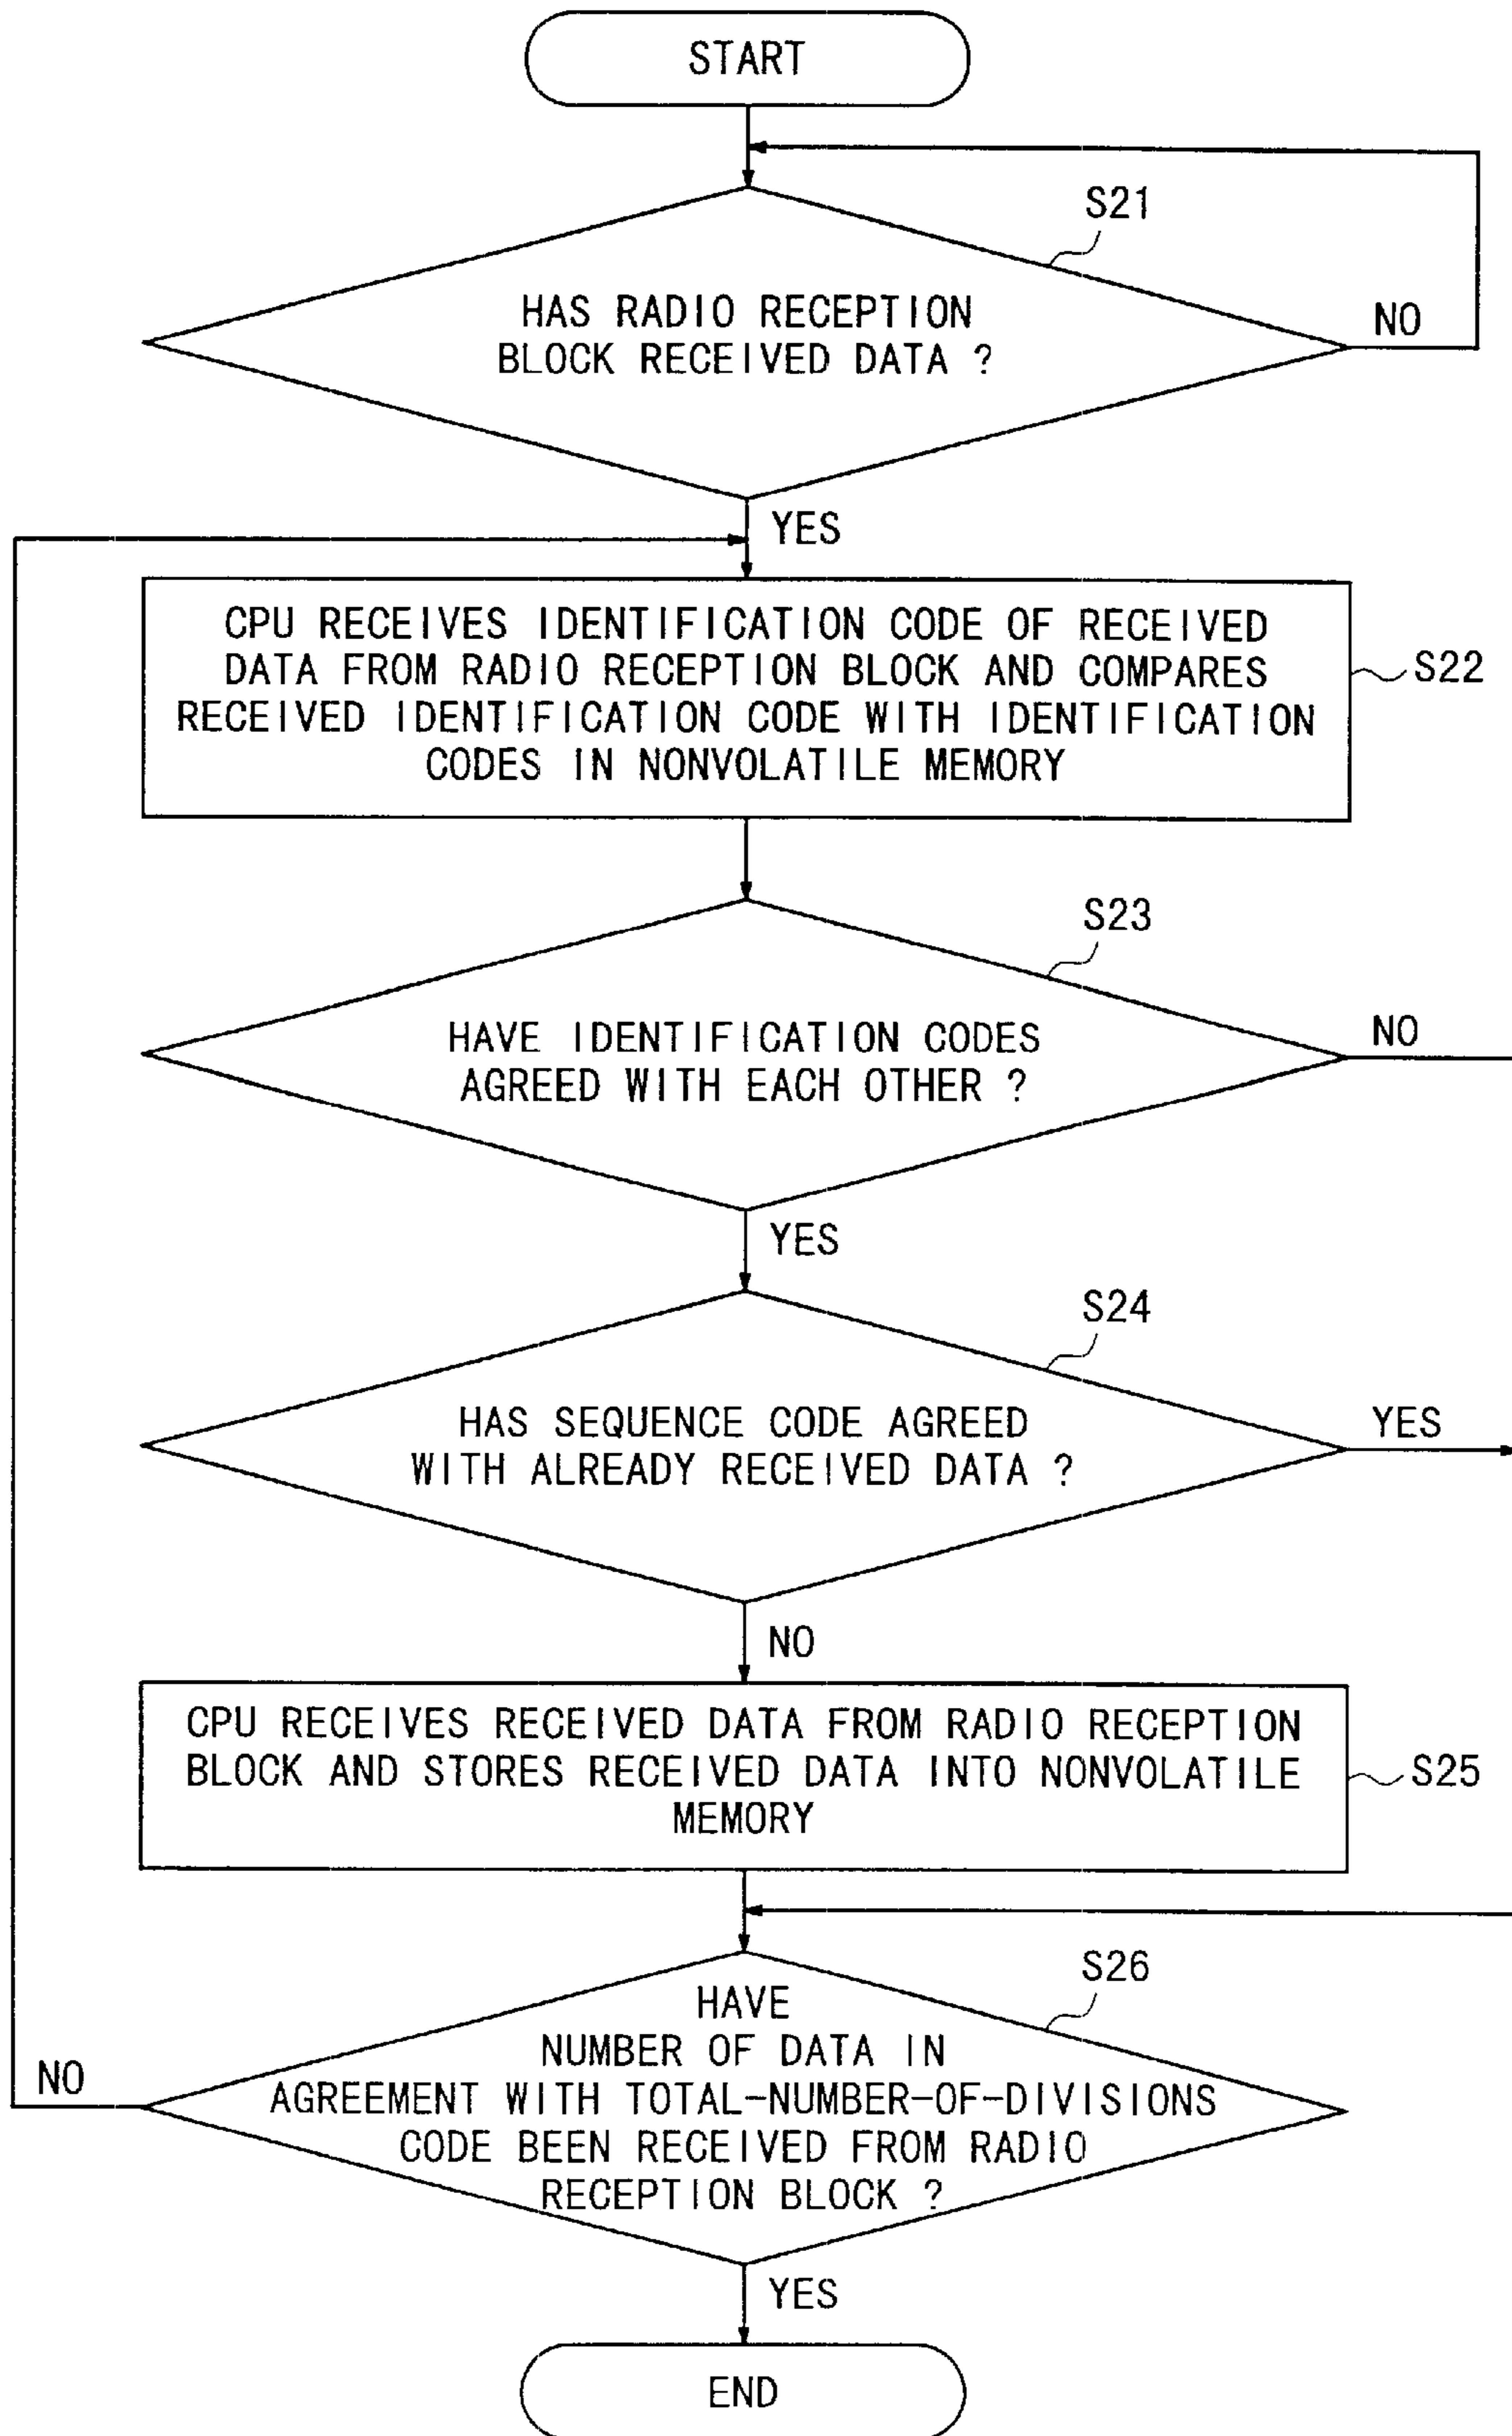 START
S21
HAS RADIO RECEPTION
BLOCK RECEIVED DATA ?
NO
YES
CPU RECEIVES IDENTIFICATION CODE OF RECEIVED
DATA FROM RADIO RECEPTION BLOCK AND COMPARES
RECEIVED IDENTIFICATION CODE WITH IDENTIFICATION
CODES IN NONVOLATILE MEMORY
S22
S23
HAVE IDENTIFICATION CODES
AGREED WITH EACH OTHER ?
NO
YES
S24
HAS SEQUENCE CODE AGREED
WITH ALREADY RECEIVED DATA ?
YES
NO
CPU RECEIVES RECEIVED DATA FROM RADIO RECEPTION
BLOCK AND STORES RECEIVED DATA INTO NONVOLATILE
MEMORY
S25
S26
HAVE
NUMBER OF DATA IN
AGREEMENT WITH TOTAL-NUMBER-OF-DIVISIONS
CODE BEEN RECEIVED FROM RADIO
RECEPTION BLOCK ?
NO
YES
END